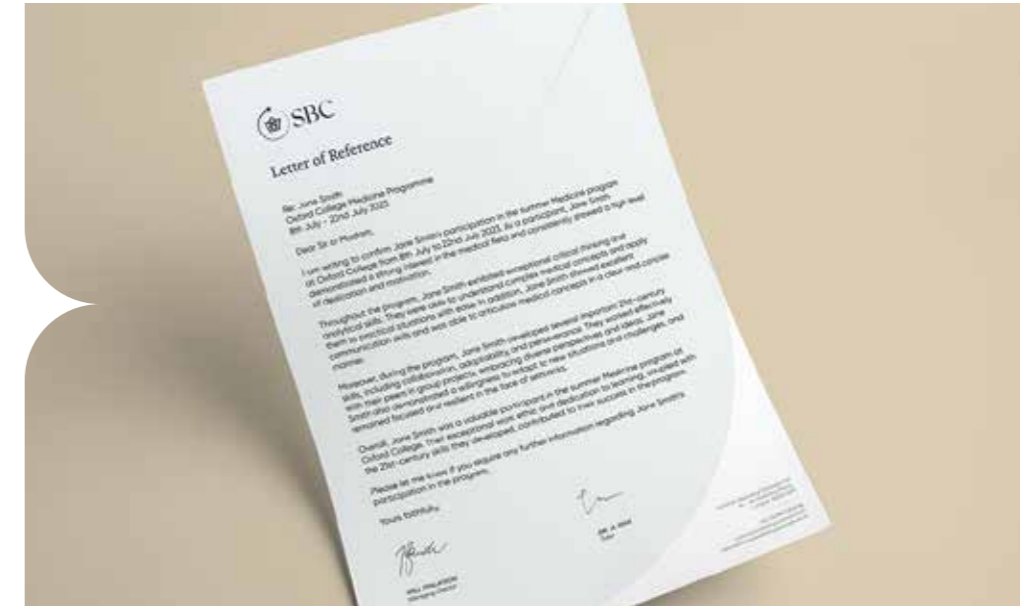 SBC
Letter of Reference
Re: Jane Smith
Oxford College Medicine Programme
8th July - 22nd July 2023
Dear Sir or Madam,
I am writing to confirm Jane Smith's participation in the summer Medicine program
at Oxford College from 8th July to 22nd July 2023. As a participant, Jane Smith
demonstrated a strong interest in the medical field and consistently showed a high level
of dedication and motivation.
Throughout the program, Jane Smith exhibited exceptional critical thinking and
analytical skills. They were able to understand complex medical concepts and apply
them in practical situations with ease. In addition, Jane Smith showed excellent
communication skills and was able to articulate medical concepts in a clear and concise
manner.
Moreover, during the program, Jane Smith developed several important 21st-century
skills, including collaboration, adaptability, and perseverance. They worked effectively
with their peers in group projects, embracing diverse perspectives and ideas. Jane
Smith also demonstrated a willingness to adapt to new situations and challenges, and
remained focused and resilient in the face of setbacks.
Overall, Jane Smith was a valuable participant in the summer Medicine program at
Oxford College. Their exceptional work ethic and dedication to learning, coupled with
the 21st-century skills they developed, contributed to their success in the program.
Please let me know if you require any further information regarding Jane Smith's
participation in the program.
Yours faithfully,
Managing Director
Tutor